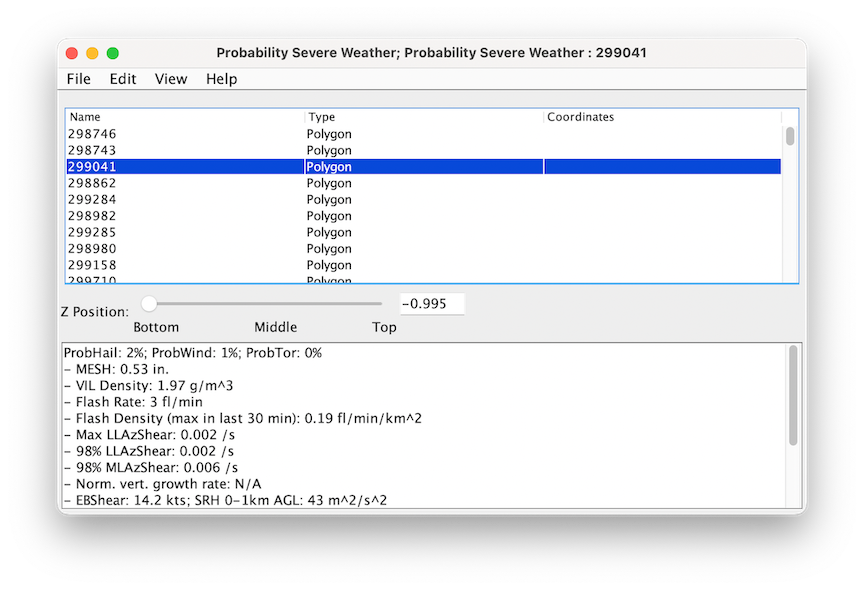 Probability Severe Weather; Probability Severe Weather : 299041
File Edit View Help
Name Type Coordinates
298746 Polygon
298743 Polygon
299041 Polygon
298862 Polygon
299284 Polygon
298982 Polygon
299285 Polygon
298980 Polygon
299158 Polygon
299710 Polygon
Z Position: -0.995
Bottom Middle Top
ProbHail: 2%; ProbWind: 1%; ProbTor: 0%
- MESH: 0.53 in.
- VIL Density: 1.97 g/m^3
- Flash Rate: 3 fl/min
- Flash Density (max in last 30 min): 0.19 fl/min/km^2
- Max LLAzShear: 0.002 /s
- 98% LLAzShear: 0.002 /s
- 98% MLAzShear: 0.006 /s
- Norm. vert. growth rate: N/A
- EBShear: 14.2 kts; SRH 0-1km AGL: 43 m^2/s^2